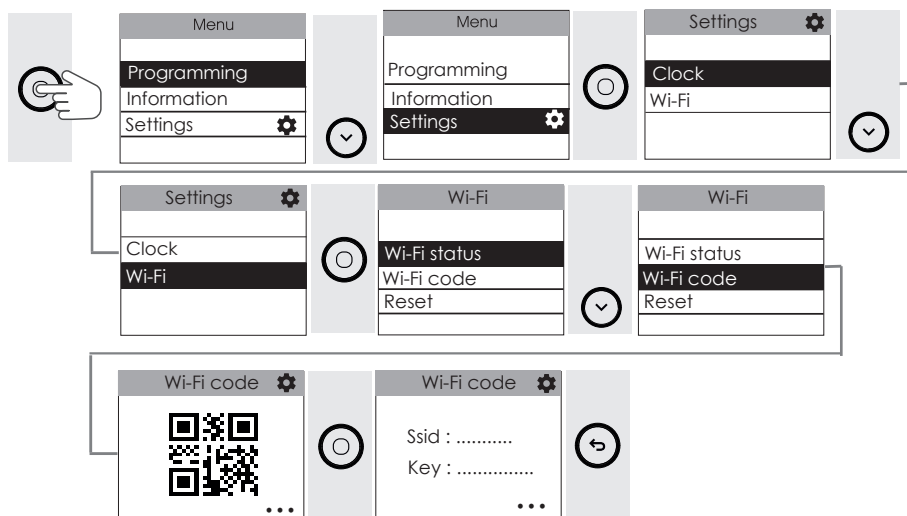 Menu
Programming
Information
Settings
Menu
Programming
Information
Settings
Settings
Clock
Wi-Fi
Settings
Clock
Wi-Fi
Wi-Fi
Wi-Fi status
Wi-Fi code
Reset
Wi-Fi
Wi-Fi status
Wi-Fi code
Reset
Wi-Fi code
...
Wi-Fi code
Ssid : ...........
Key : ..............
...